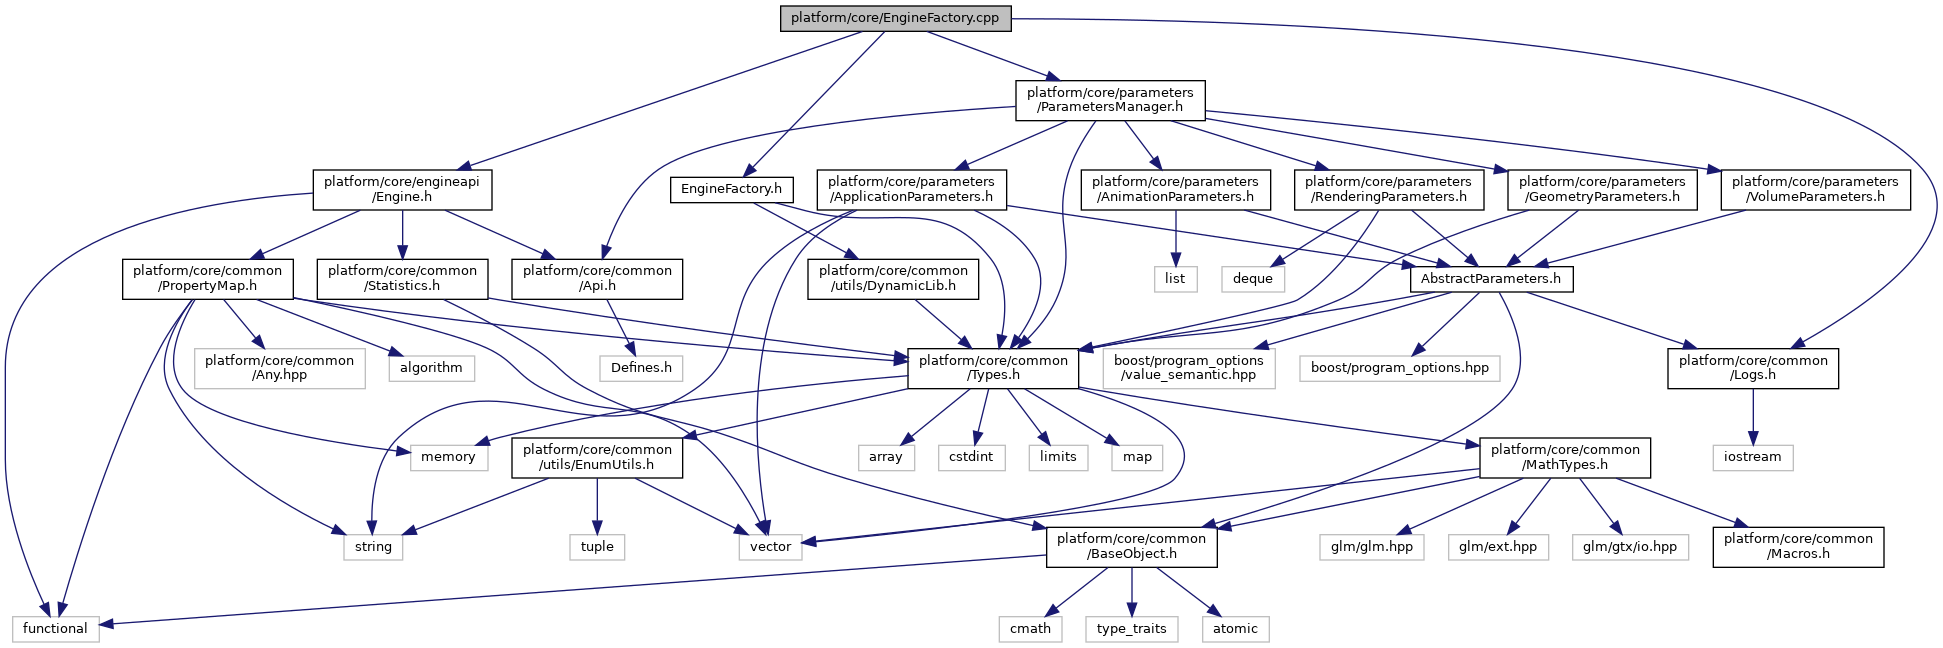 platform/core/EngineFactory.cpp
platform/core/parameters
/ParametersManager.h
platform/core/engineapi
/Engine.h
EngineFactory.h
platform/core/parameters
/ApplicationParameters.h
platform/core/parameters
/AnimationParameters.h
platform/core/parameters
/RenderingParameters.h
platform/core/parameters
/GeometryParameters.h
platform/core/parameters
/VolumeParameters.h
platform/core/common
/PropertyMap.h
platform/core/common
/Statistics.h
platform/core/common
/Api.h
platform/core/common
/utils/DynamicLib.h
list
deque
AbstractParameters.h
platform/core/common
/Any.hpp
algorithm
Defines.h
platform/core/common
/Types.h
boost/program_options
/value_semantic.hpp
boost/program_options.hpp
platform/core/common
/Logs.h
memory
platform/core/common
/utils/EnumUtils.h
array
cstdint
limits
map
platform/core/common
/MathTypes.h
iostream
string
tuple
vector
platform/core/common
/BaseObject.h
glm/glm.hpp
glm/ext.hpp
glm/gtx/io.hpp
platform/core/common
/Macros.h
functional
cmath
type_traits
atomic